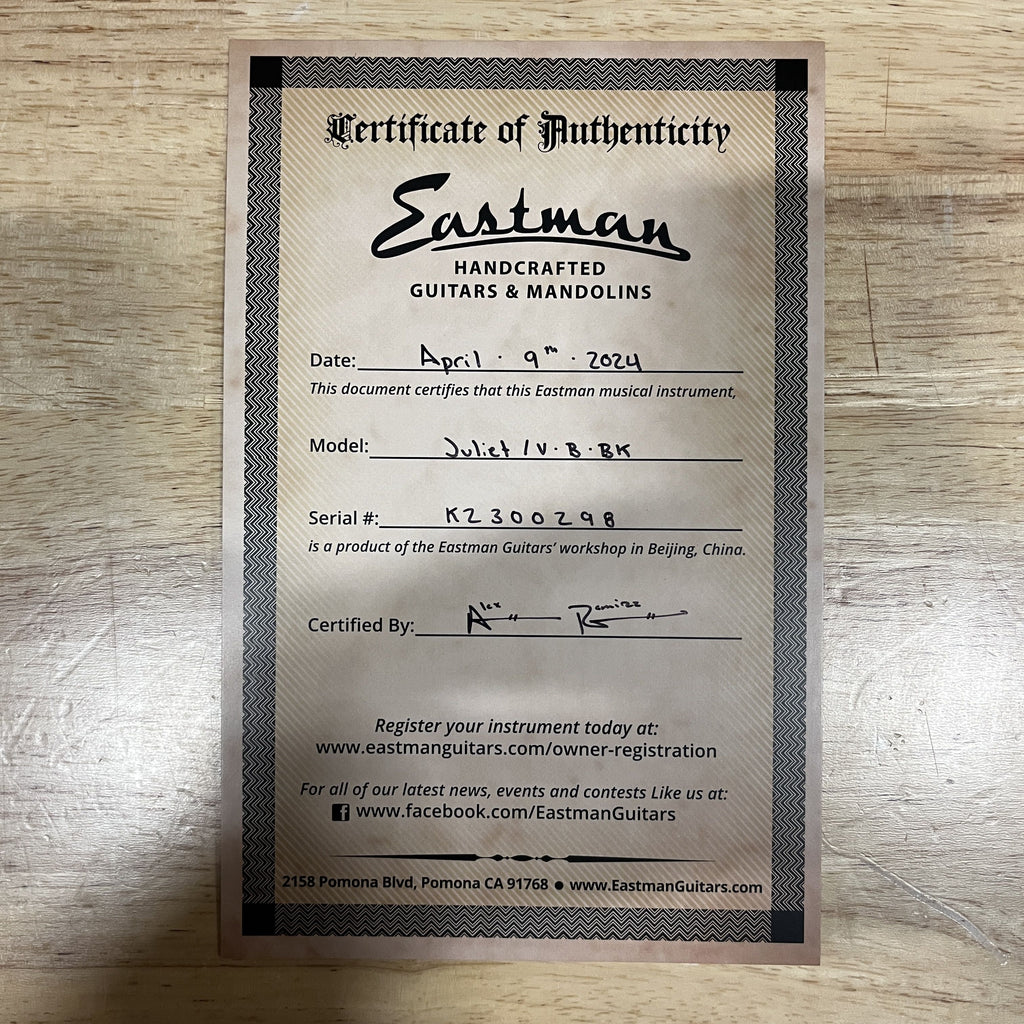 Certificate of Authenticity
Eastman
HANDCRAFTED
GUITARS & MANDOLINS
Date: April · 9th · 2024
This document certifies that this Eastman musical instrument,
Model: Juliet / V · B · BK
Serial #: K2300298
is a product of the Eastman Guitars' workshop in Beijing, China.
Certified By: Alex Ramirez
Register your instrument today at:
www.eastmanguitars.com/owner-registration
For all of our latest news, events and contests Like us at:
f www.facebook.com/EastmanGuitars
2158 Pomona Blvd, Pomona CA 91768 ● www.EastmanGuitars.com